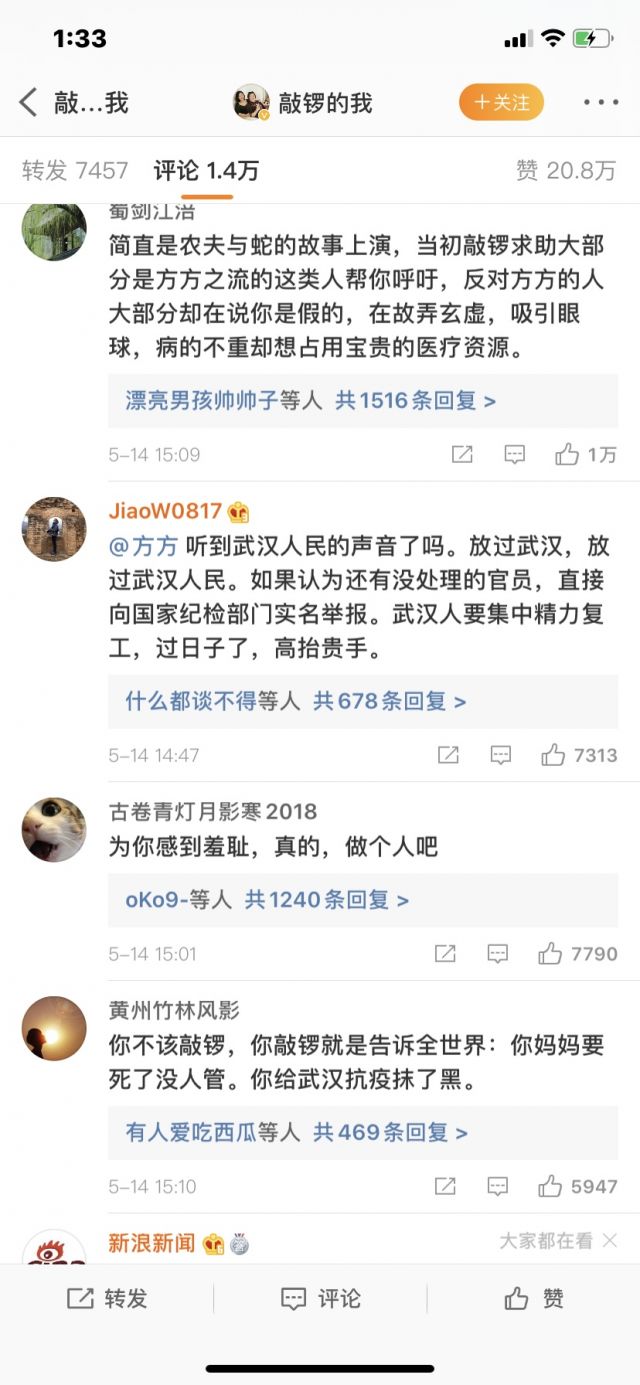 1:33
敲...我
敲锣的我
+关注
转发 7457
评论 1.4万
赞 20.8万
蜀剑江涪
简直是农夫与蛇的故事上演，当初敲锣求助大部
分是方方之流的这类人帮你呼吁，反对方方的人
大部分却在说你是假的，在故弄玄虚，吸引眼
球，病的不重却想占用宝贵的医疗资源。
漂亮男孩帅帅子等人 共1516条回复 >
5-14 15:09
1万
JiaoW0817
@方方 听到武汉人民的声音了吗。放过武汉，放
过武汉人民。如果认为还有没处理的官员，直接
向国家纪检部门实名举报。武汉人要集中精力复
工，过日子了，高抬贵手。
什么都谈不得等人 共678条回复 >
5-14 14:47
7313
古卷青灯月影寒2018
为你感到羞耻，真的，做个人吧
oKo9-等人 共1240条回复 >
5-14 15:01
7790
黄州竹林风影
你不该敲锣，你敲锣就是告诉全世界：你妈妈要
死了没人管。你给武汉抗疫抹了黑。
有人爱吃西瓜等人 共469条回复 >
5-14 15:10
5947
新浪新闻
大家都在看
转发
评论
赞